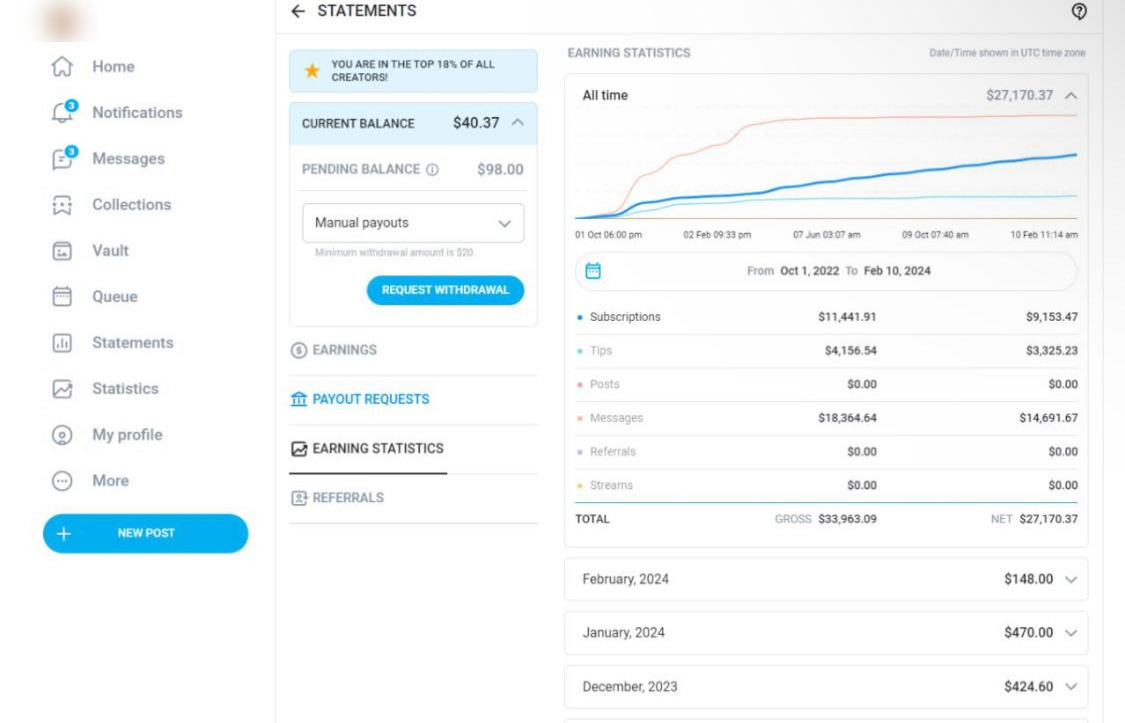 STATEMENTS
Home
Notifications
3
Messages
3
Collections
Vault
Queue
Statements
Statistics
My profile
More
NEW POST
YOU ARE IN THE TOP 18% OF ALL
CREATORS!
CURRENT BALANCE $40.37
PENDING BALANCE $98.00
Manual payouts
Minimum withdrawal amount is $20
REQUEST WITHDRAWAL
EARNINGS
PAYOUT REQUESTS
EARNING STATISTICS
REFERRALS
EARNING STATISTICS Date/Time shown in UTC time zone
All time $27,170.37
01 Oct 06:00 pm 02 Feb 09:33 pm 07 Jun 03:07 am 09 Oct 07:40 am 10 Feb 11:14 am
From Oct 1, 2022 To Feb 10, 2024
Subscriptions $11,441.91 $9,153.47
Tips $4,156.54 $3,325.23
Posts $0.00 $0.00
Messages $18,364.64 $14,691.67
Referrals $0.00 $0.00
Streams $0.00 $0.00
TOTAL GROSS $33,963.09 NET $27,170.37
February, 2024 $148.00
January, 2024 $470.00
December, 2023 $424.60